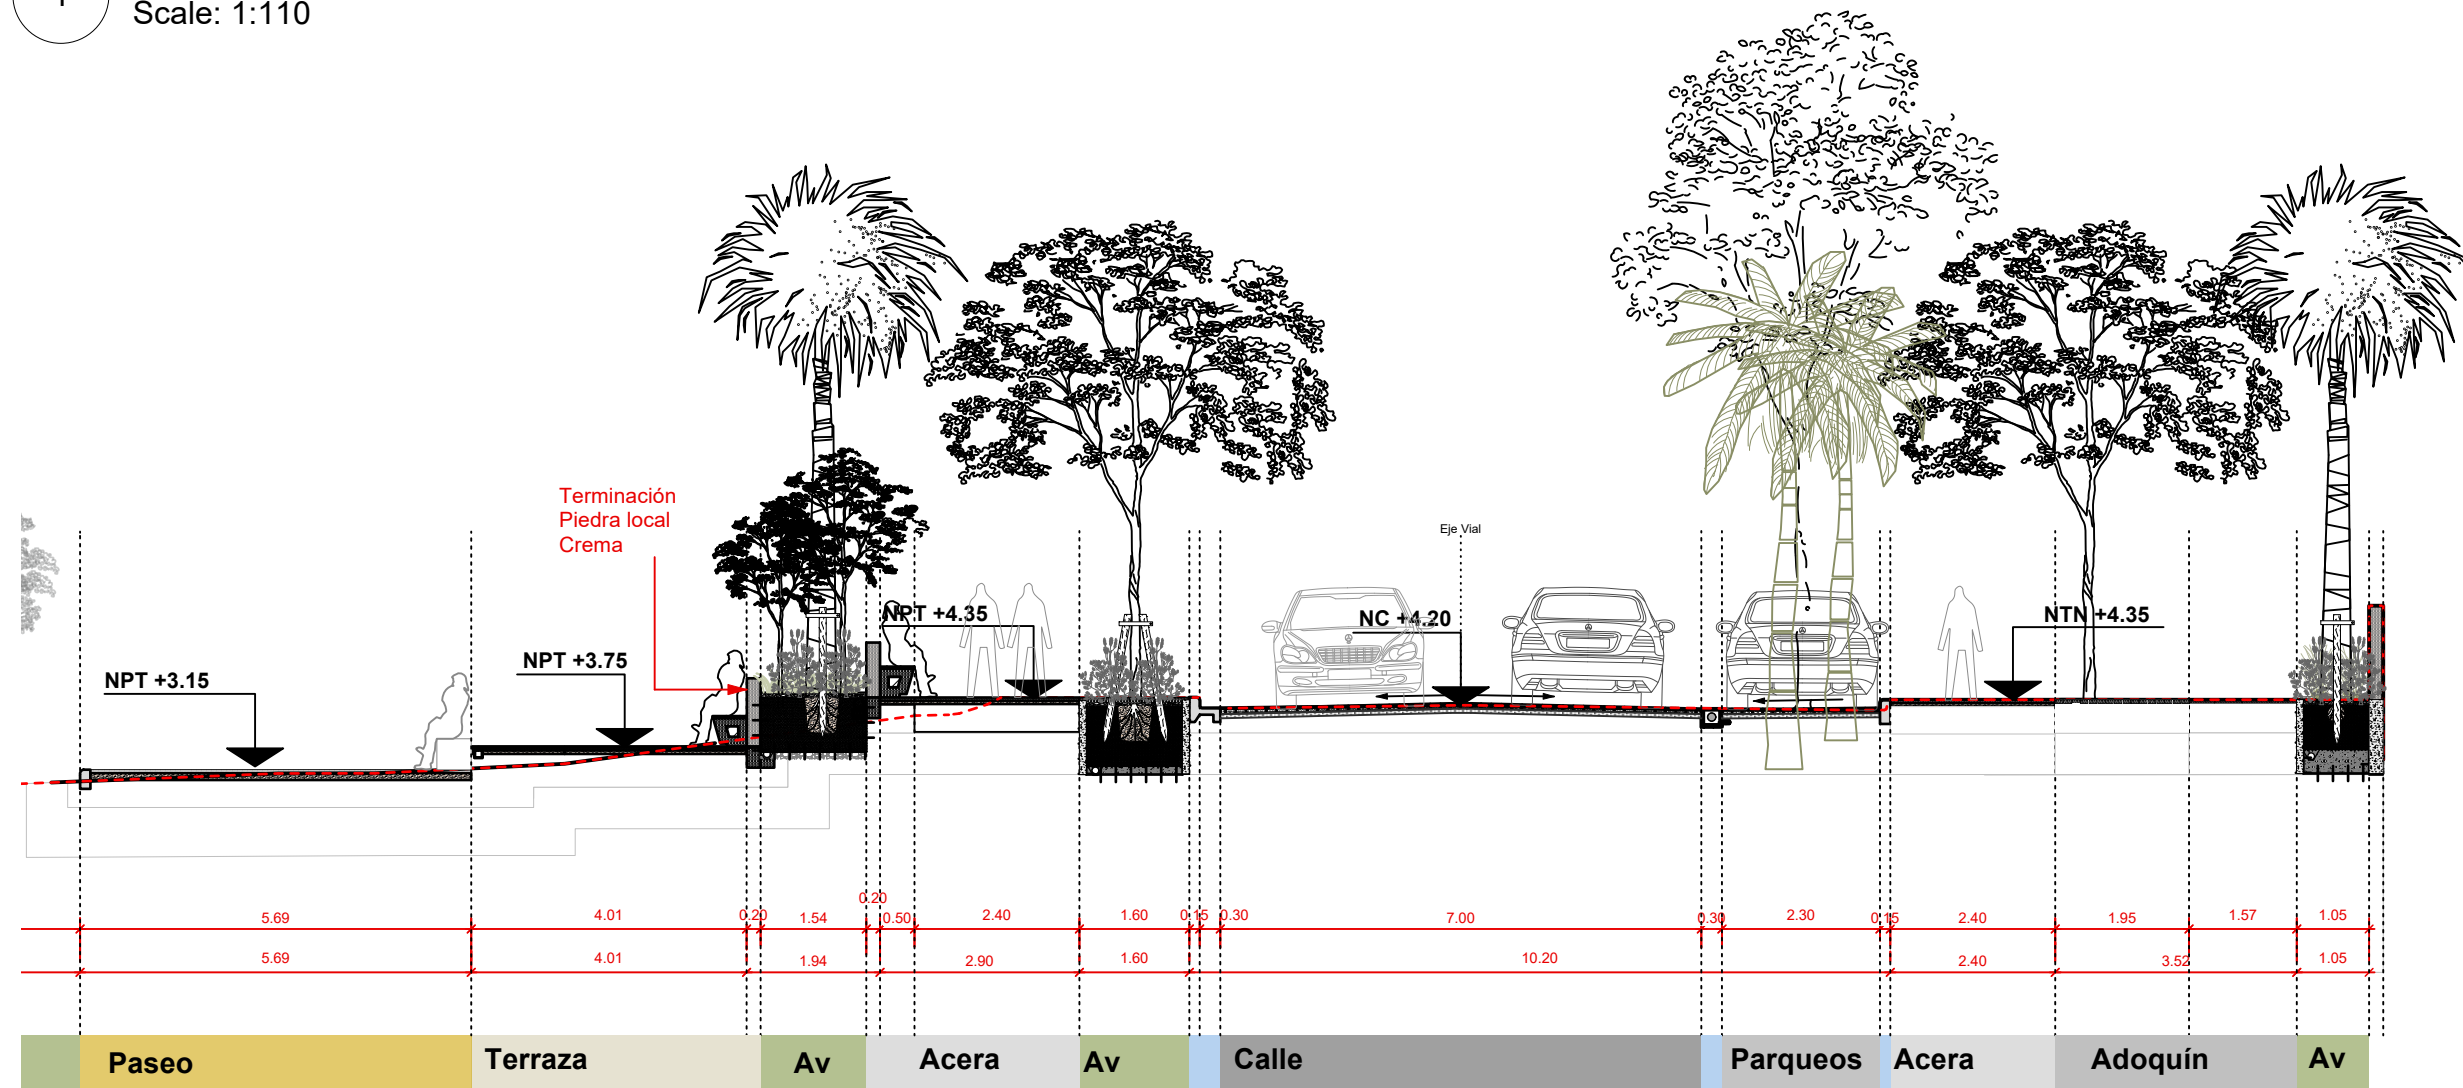 Scale: 1:110
Terminación
Piedra local
Crema
Eje Vial
NPT +4.35
NC +4.20
NTN +4.35
NPT +3.75
NPT +3.15
0.20
5.69 4.01 0.20 1.54 0.50 2.40 1.60 0.15 0.30 7.00 0.30 2.30 0.15 2.40 1.95 1.57 1.05
5.69 4.01 1.94 2.90 1.60 10.20 2.40 3.52 1.05
Paseo Terraza Av Acera Av Calle Parqueos Acera Adoquín Av